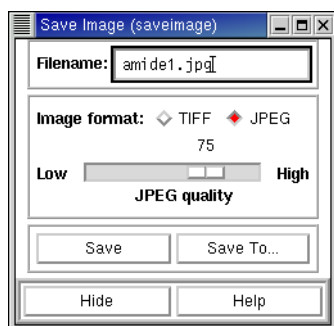 Save Image (saveimage)
Filename: amide1.jpg
Image format: TIFF JPEG
75
Low High
JPEG quality
Save Save To...
Hide Help